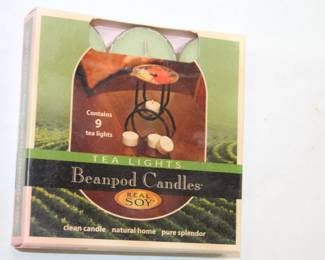 Contains
9
tea lights
TEA LIGHTS
Beanpod Candles
REAL
SOY
clean candle natural home pure splendor